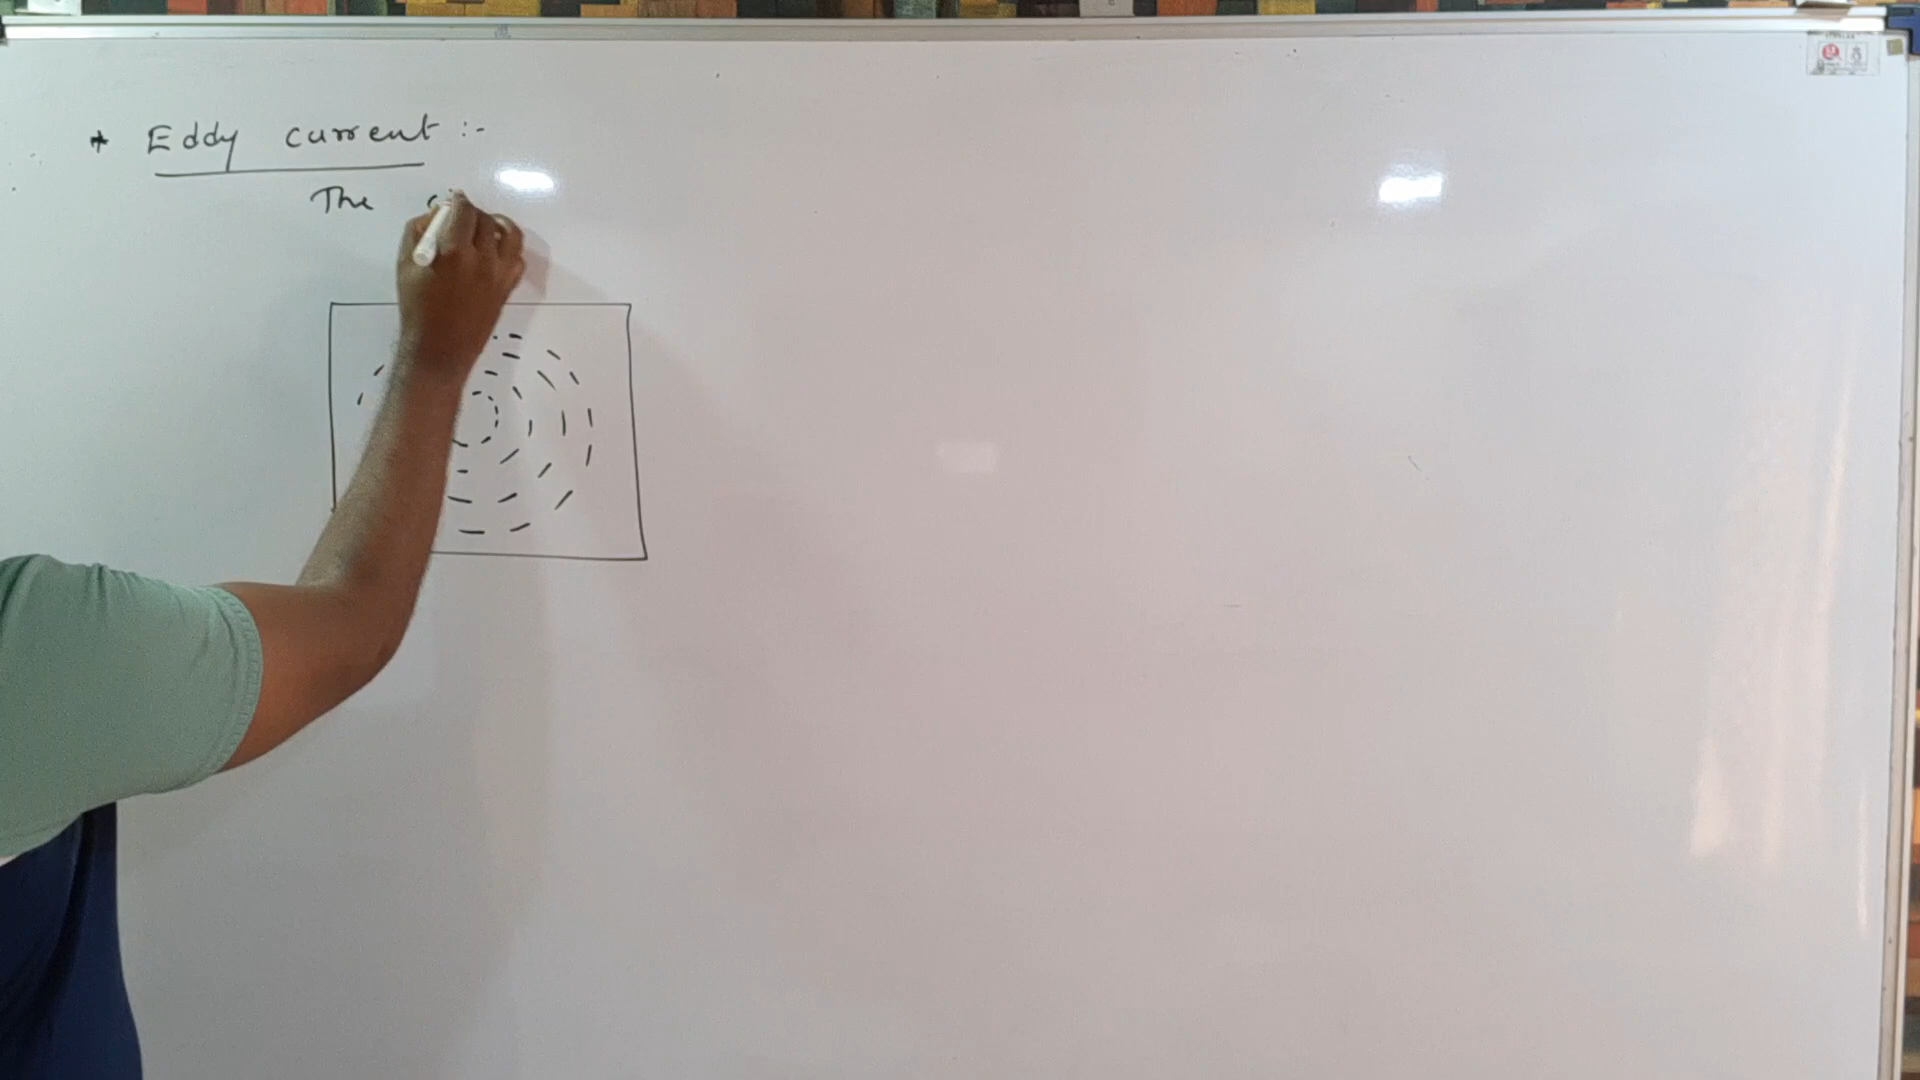 * Eddy current :-
The